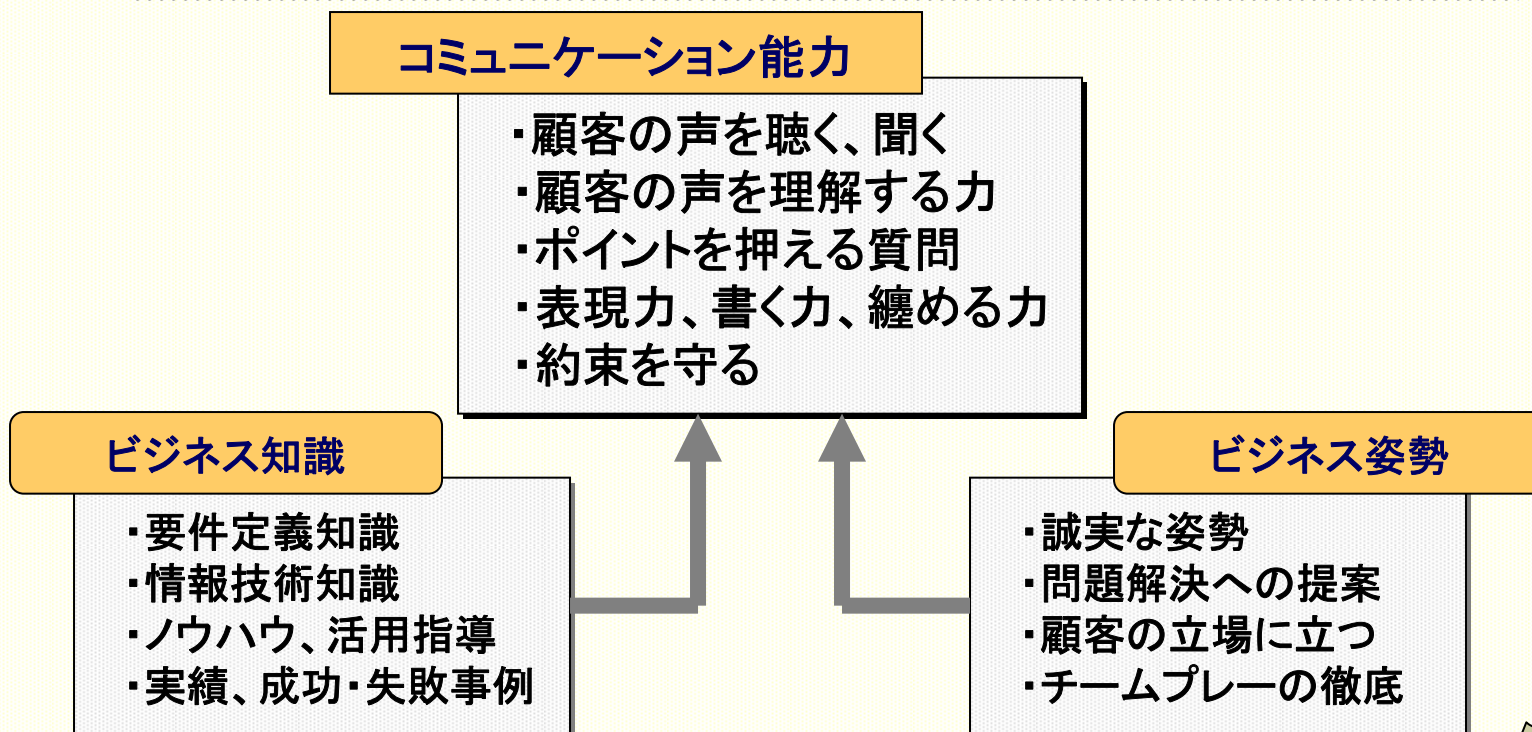 コミュニケーション能力
・顧客の声を聴く、聞く
・顧客の声を理解する力
・ポイントを押える質問
・表現力、書く力、纏める力
・約束を守る
ビジネス知識
・要件定義知識
・情報技術知識
・ノウハウ、活用指導
・実績、成功・失敗事例
ビジネス姿勢
・誠実な姿勢
・問題解決への提案
・顧客の立場に立つ
・チームプレーの徹底